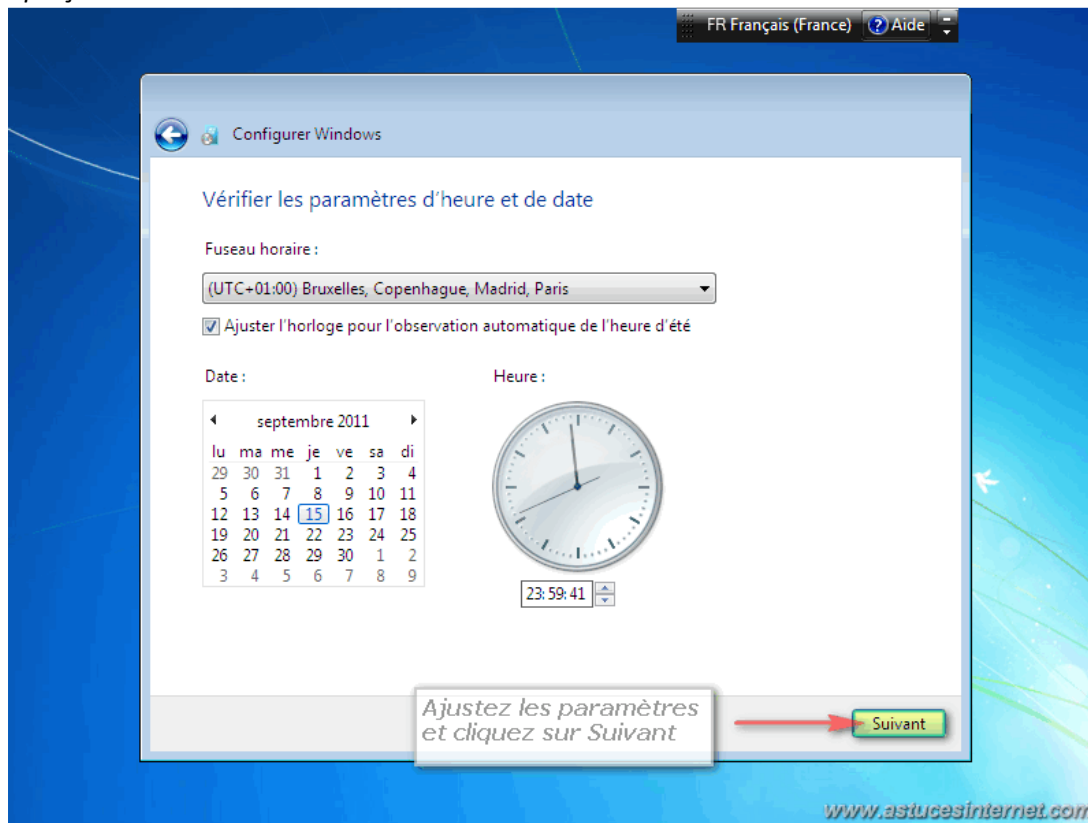 FR Français (France) Aide
Configurer Windows
Vérifier les paramètres d'heure et de date
Fuseau horaire :
(UTC+01:00) Bruxelles, Copenhague, Madrid, Paris
Ajuster l'horloge pour l'observation automatique de l'heure d'été
Date : Heure :
septembre 2011
lu ma me je ve sa di
29 30 31 1 2 3 4
5 6 7 8 9 10 11
12 13 14 15 16 17 18
19 20 21 22 23 24 25
26 27 28 29 30 1 2
3 4 5 6 7 8 9
23:59:41
Ajustez les paramètres
et cliquez sur Suivant
Suivant
www.astucesinternet.com